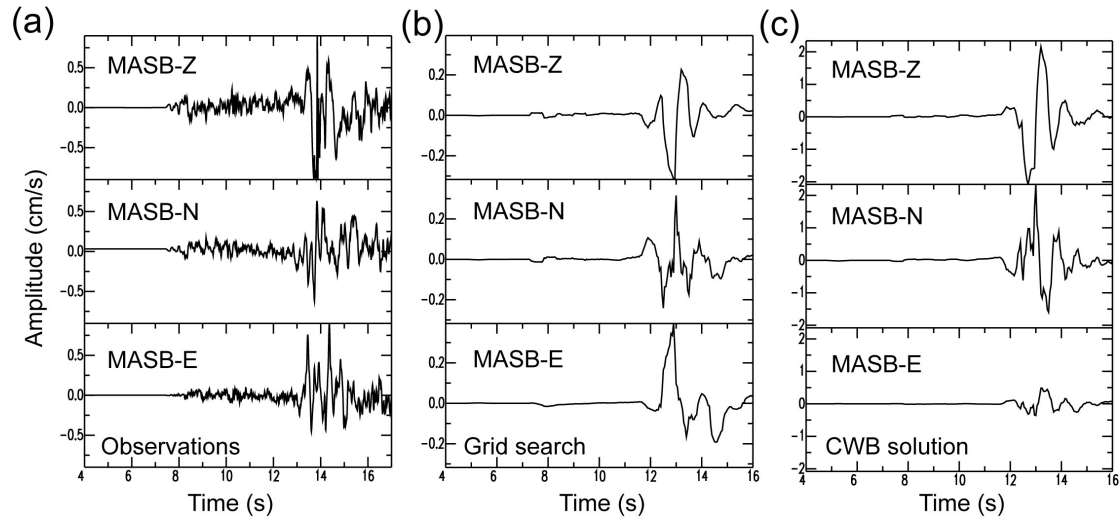 (a)
(b)
(c)
Amplitude (cm/s)
MASB-Z
0.5
0.0
−0.5
MASB-N
0.5
0.0
−0.5
MASB-E
0.5
0.0
−0.5
Observations
4 6 8 10 12 14 16
Time (s)
MASB-Z
0.2
0.0
−0.2
MASB-N
0.2
0.0
−0.2
MASB-E
0.2
0.0
−0.2
Grid search
4 6 8 10 12 14 16
Time (s)
MASB-Z
2
1
0
−1
−2
MASB-N
2
1
0
−1
−2
MASB-E
2
1
0
−1
−2
CWB solution
4 6 8 10 12 14 16
Time (s)